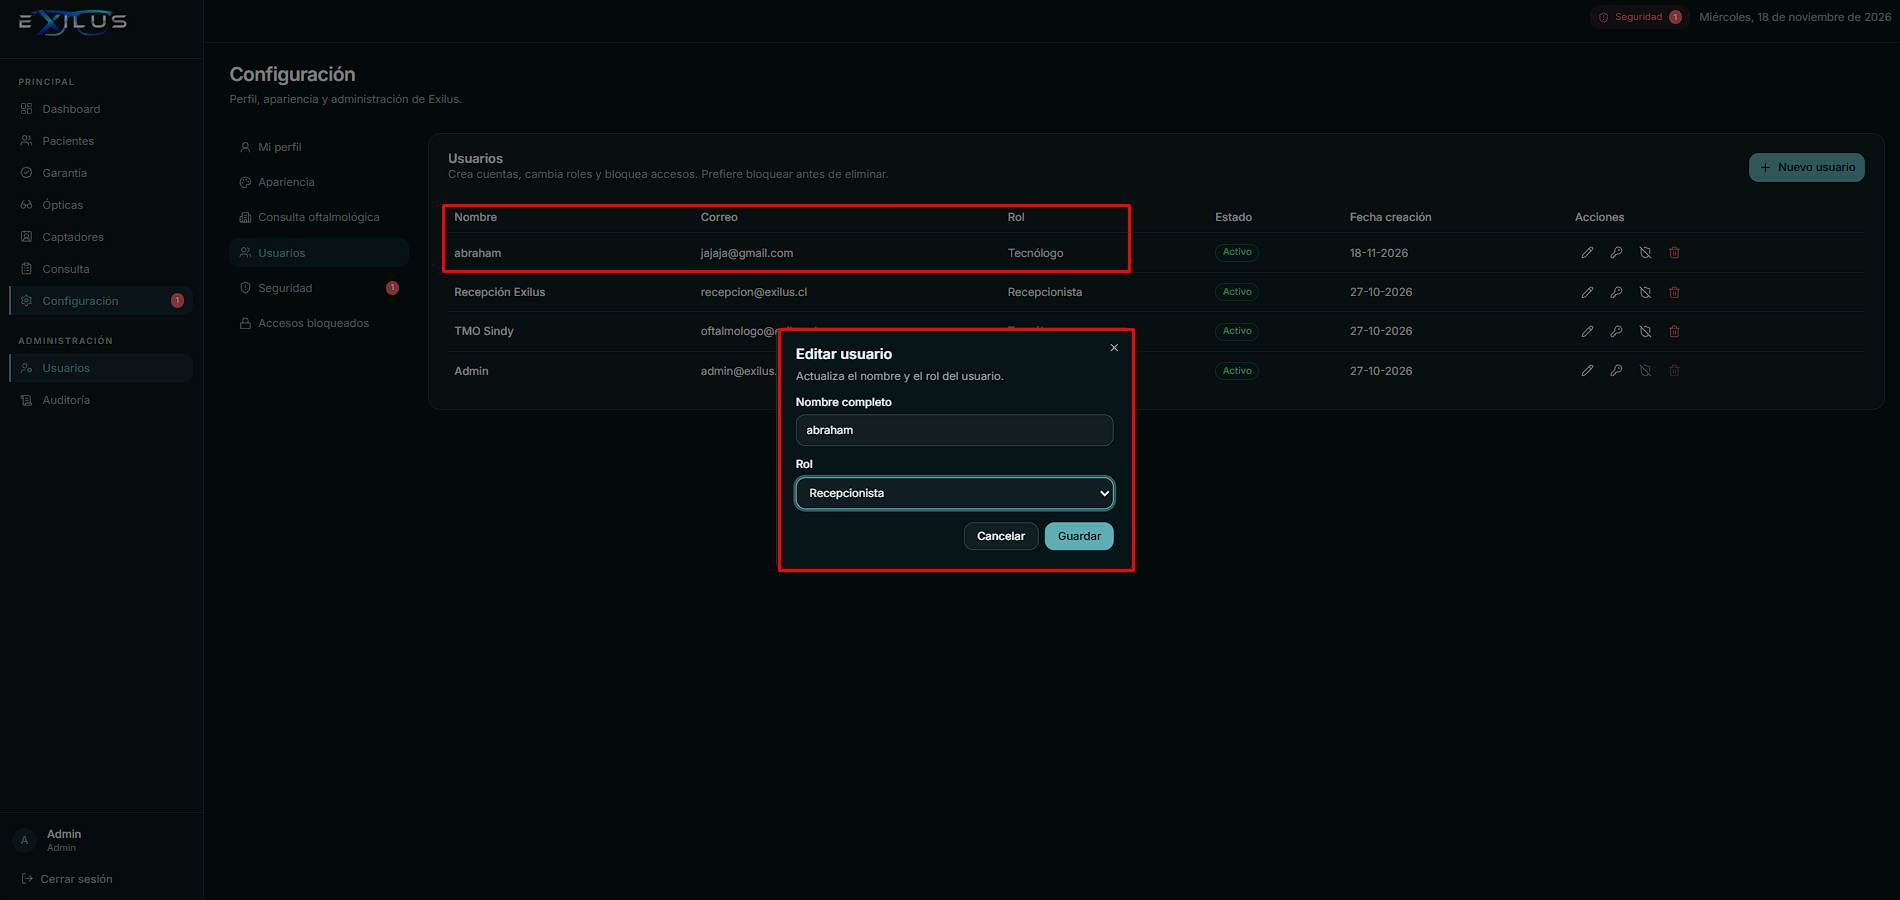 EXILUS
Seguridad 1
Miércoles, 18 de noviembre de 2026
PRINCIPAL
Dashboard
Pacientes
Garantía
Ópticas
Captadores
Consulta
Configuración 1
ADMINISTRACIÓN
Usuarios
Auditoría
A
Admin
Admin
Cerrar sesión
Configuración
Perfil, apariencia y administración de Exilus.
Mi perfil
Apariencia
Consulta oftalmológica
Usuarios
Seguridad 1
Accesos bloqueados
Usuarios
Crea cuentas, cambia roles y bloquea accesos. Prefiere bloquear antes de eliminar.
+ Nuevo usuario
Nombre Correo Rol Estado Fecha creación Acciones
abraham jajaja@gmail.com Tecnólogo Activo 18-11-2026
Recepción Exilus recepcion@exilus.cl Recepcionista Activo 27-10-2026
TMO Sindy Activo 27-10-2026
Admin Activo 27-10-2026
Editar usuario
Actualiza el nombre y el rol del usuario.
Nombre completo
abraham
Rol
Recepcionista
Cancelar Guardar